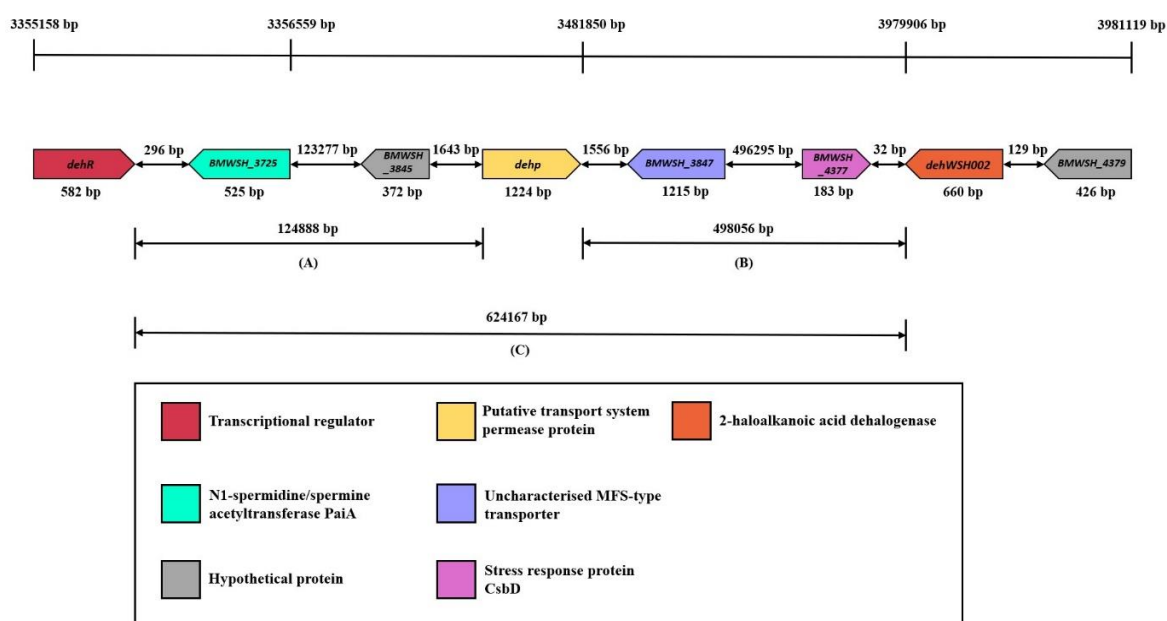 3355158 bp 3356559 bp 3481850 bp 3979906 bp 3981119 bp
dehR 296 bp BMWSH_3725 123277 bp BMWSH _3845 1643 bp dehp 1556 bp BMWSH_3847 496295 bp BMWSH _4377 32 bp dehWSH002 129 bp BMWSH_4379
582 bp 525 bp 372 bp 1224 bp 1215 bp 183 bp 660 bp 426 bp
124888 bp 498056 bp
(A) (B)
624167 bp
(C)
Transcriptional regulator
Putative transport system
permease protein
2-haloalkanoic acid dehalogenase
N1-spermidine/spermine
acetyltransferase PaiA
Uncharacterised MFS-type
transporter
Hypothetical protein
Stress response protein
CsbD